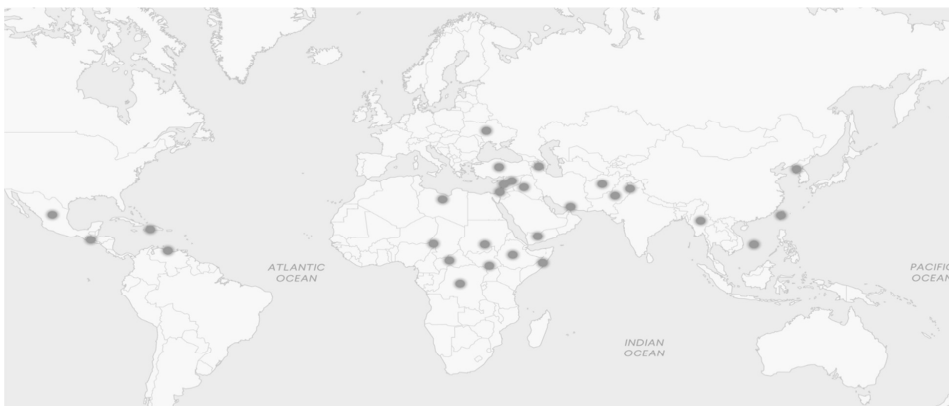 ATLANTIC
OCEAN
PACIFIC
OCEAN
INDIAN
OCEAN